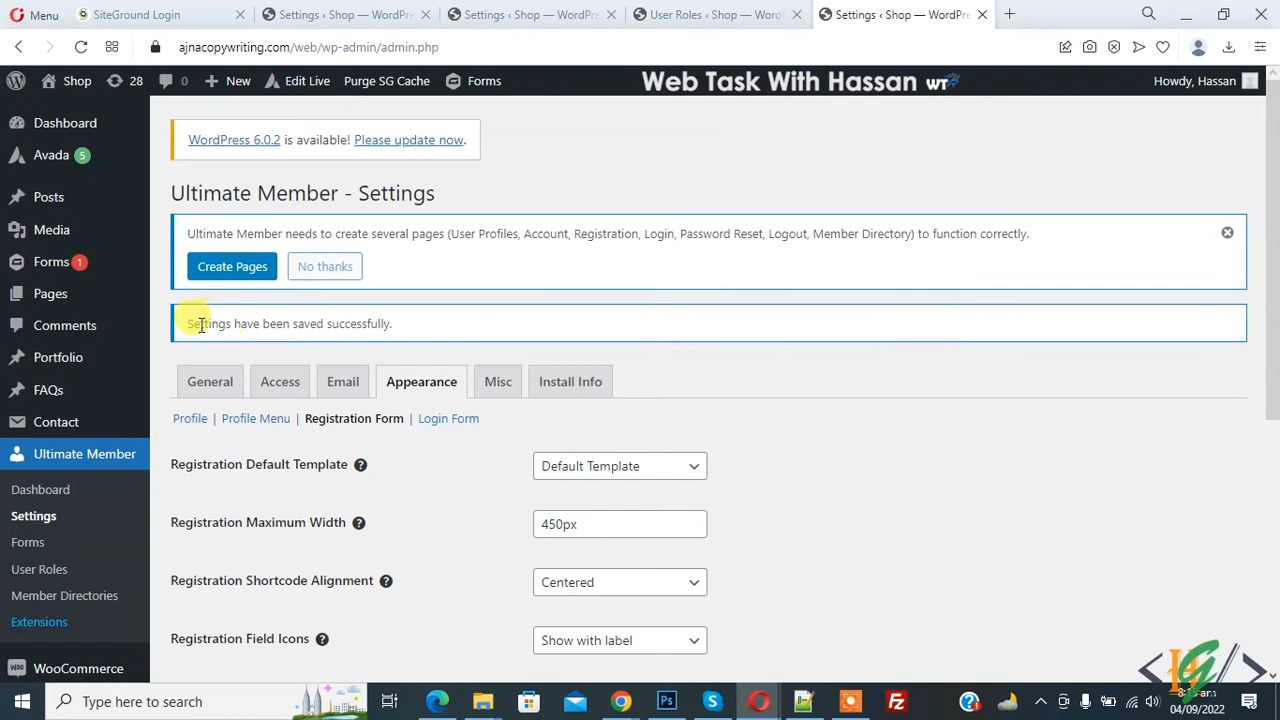 Menu
SiteGround Login
Settings ‹ Shop — WordPre
Settings ‹ Shop — WordPre
User Roles ‹ Shop — WordP
Settings ‹ Shop — WordPre
ajnacopywriting.com/web/wp-admin/admin.php
Shop
28
0
New
Edit Live
Purge SG Cache
Forms
Web Task With Hassan
WT
Howdy, Hassan
Dashboard
Avada 5
Posts
Media
Forms 1
Pages
Comments
Portfolio
FAQs
Contact
Ultimate Member
Dashboard
Settings
Forms
User Roles
Member Directories
Extensions
WooCommerce
WordPress 6.0.2 is available! Please update now.
Ultimate Member - Settings
Ultimate Member needs to create several pages (User Profiles, Account, Registration, Login, Password Reset, Logout, Member Directory) to function correctly.
Create Pages
No thanks
Settings have been saved successfully.
General
Access
Email
Appearance
Misc
Install Info
Profile | Profile Menu | Registration Form | Login Form
Registration Default Template
Default Template
Registration Maximum Width
450px
Registration Shortcode Alignment
Centered
Registration Field Icons
Show with label
Type here to search
04/09/2022